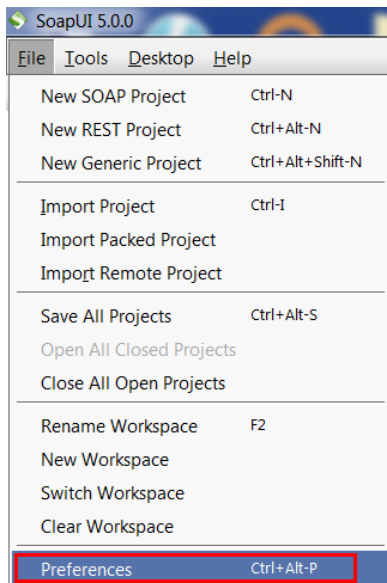 SoapUI 5.0.0
File Tools Desktop Help
New SOAP Project Ctrl-N
New REST Project Ctrl+Alt-N
New Generic Project Ctrl+Alt+Shift-N
Import Project Ctrl-I
Import Packed Project
Import Remote Project
Save All Projects Ctrl+Alt-S
Open All Closed Projects
Close All Open Projects
Rename Workspace F2
New Workspace
Switch Workspace
Clear Workspace
Preferences Ctrl+Alt-P